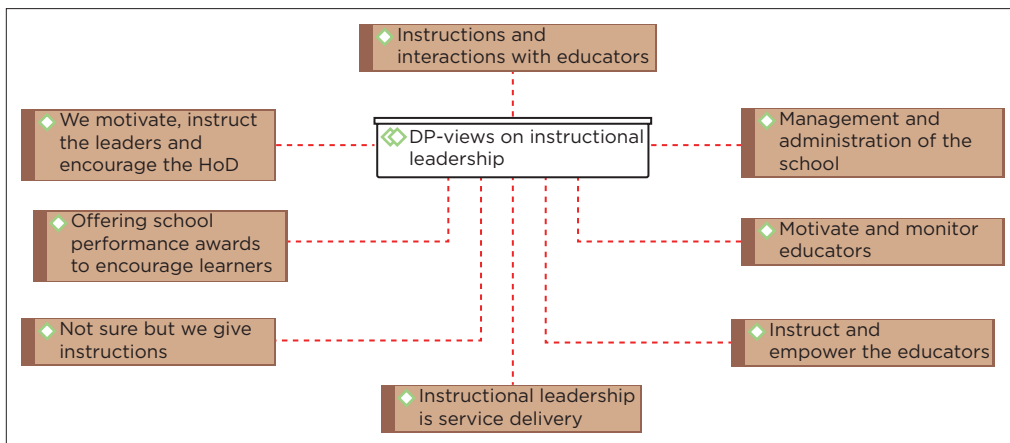 Instructions and
interactions with educators
We motivate, instruct
the leaders and
encourage the HoD
DP-views on instructional
leadership
Management and
administration of the
school
Offering school
performance awards
to encourage learners
Motivate and monitor
educators
Not sure but we give
instructions
Instruct and
empower the educators
Instructional leadership
is service delivery